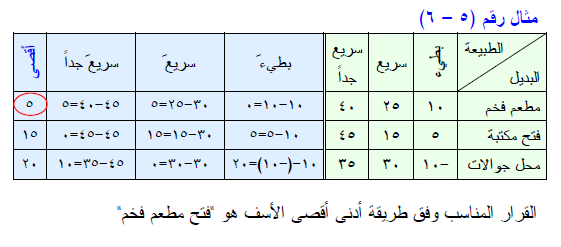 مثال رقم (٥ – ٦)
الطبيعة البديل بطيء سريع سريع جداً بطيءَ سريعَ سريعَ جداً أقصى
مطعم فخم ١٠ ٢٥ ٤٠ ١٠-١٠=٠ ٣٠-٢٥=٥ ٤٥-٤٠=٥ ٥
فتح مكتبة ٥ ١٥ ٤٥ ١٠-٥=٥ ٣٠-١٥=١٥ ٤٥-٤٥=٠ ١٥
محل جوالات -١٠ ٣٠ ٣٥ ١٠-(-١٠)=٢٠ ٣٠-٣٠=٠ ٤٥-٣٥=١٠ ٢٠
القرار المناسب وفق طريقة أدنى أقصى الأسف هو "فتح مطعم فخم"